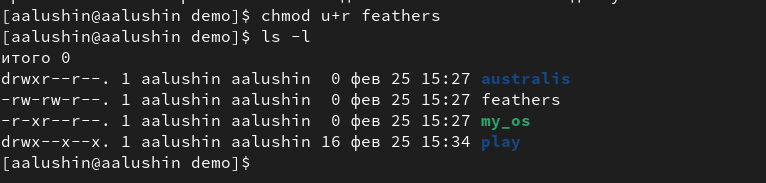 [aalushin@aalushin demo]$ chmod u+r feathers
[aalushin@aalushin demo]$ ls -l
итого 0
drwxr--r--. 1 aalushin aalushin  0 фев 25 15:27 australis
-rw-rw-r--. 1 aalushin aalushin  0 фев 25 15:27 feathers
-r-xr--r--. 1 aalushin aalushin  0 фев 25 15:27 my_os
drwx--x--x. 1 aalushin aalushin 16 фев 25 15:34 play
[aalushin@aalushin demo]$